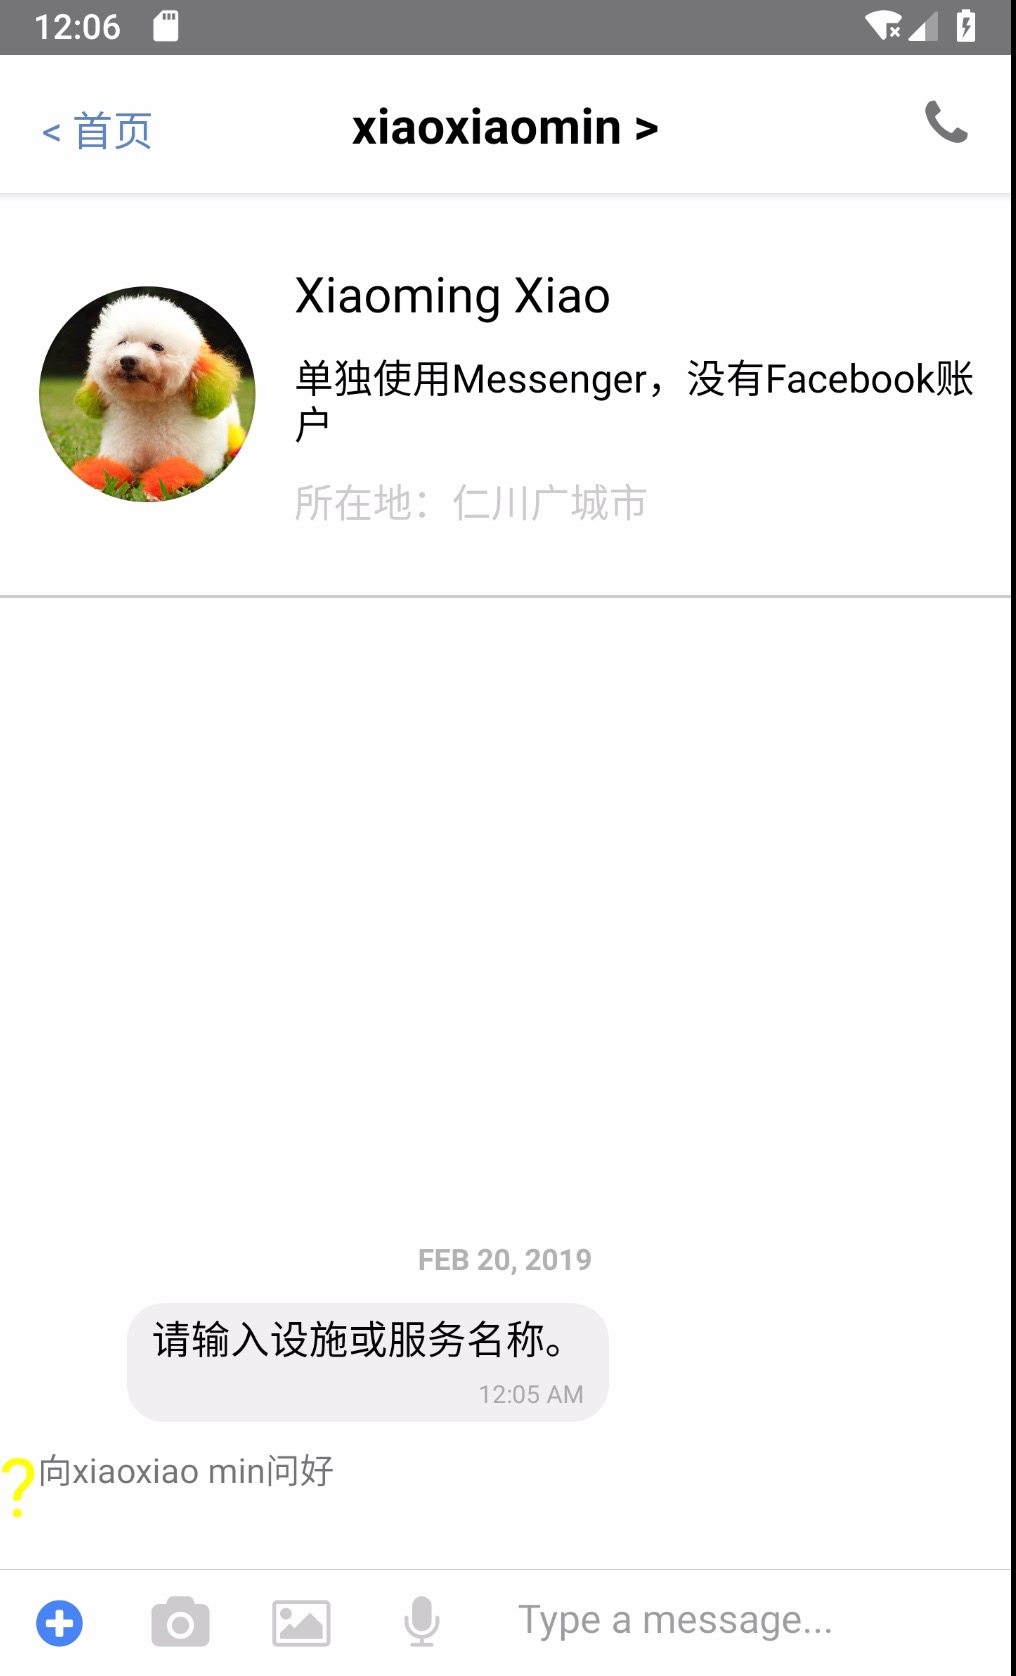 12:06
< 首页
xiaoxiaomin >
Xiaoming Xiao
单独使用Messenger，没有Facebook账
户
所在地：仁川广城市
FEB 20, 2019
请输入设施或服务名称。
12:05 AM
?向xiaoxiao min问好
Type a message...